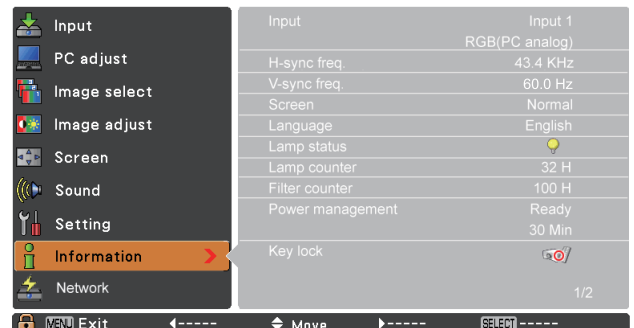 Input
PC adjust
Image select
Image adjust
Screen
Sound
Setting
Information
Network
Input Input 1
RGB(PC analog)
H-sync freq. 43.4 KHz
V-sync freq. 60.0 Hz
Screen Normal
Language English
Lamp status
Lamp counter 32 H
Filter counter 100 H
Power management Ready
30 Min
Key lock
1/2
MENU Exit ----- Move ----- SELECT -----